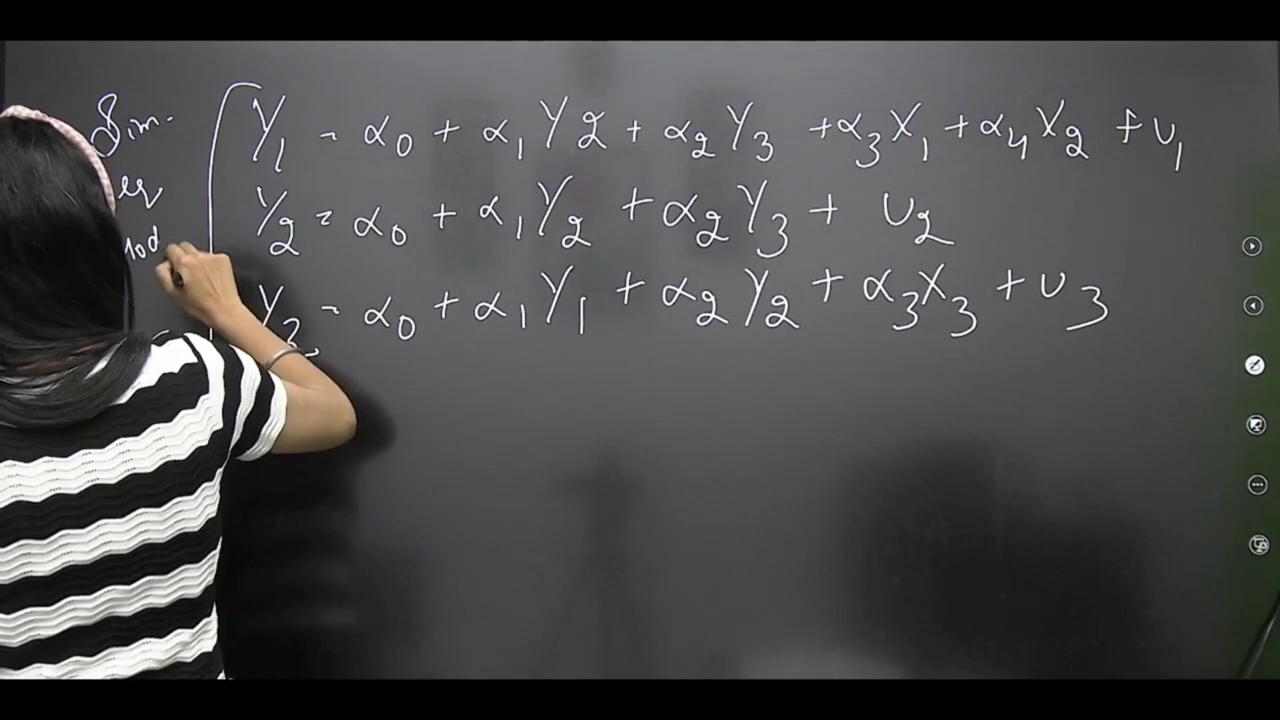 Sim.
Y₁ = α₀ + α₁ Y₂ + α₂ Y₃ + α₃ X₁ + α₄ X₂ + U₁
eq
Y₂ = α₀ + α₁ Y₂ + α₂ Y₃ + U₂
mod
Y₃ = α₀ + α₁ Y₁ + α₂ Y₂ + α₃ X₃ + U₃